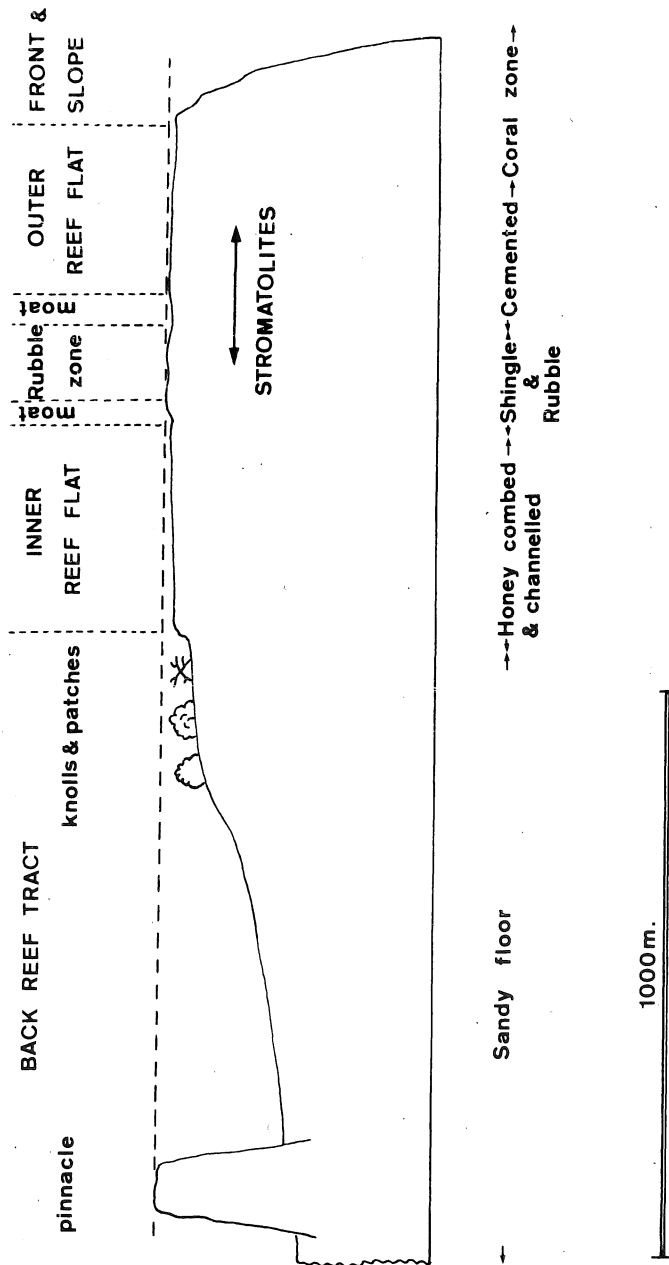 BACK REEF TRACT
pinnacle
knolls & patches
INNER
REEF FLAT
moat
Rubble
zone
moat
OUTER
REEF FLAT
FRONT &
SLOPE
STROMATOLITES
Sandy floor
Honey combed
& channelled
Shingle
&
Rubble
Cemented
Coral zone
1000m.